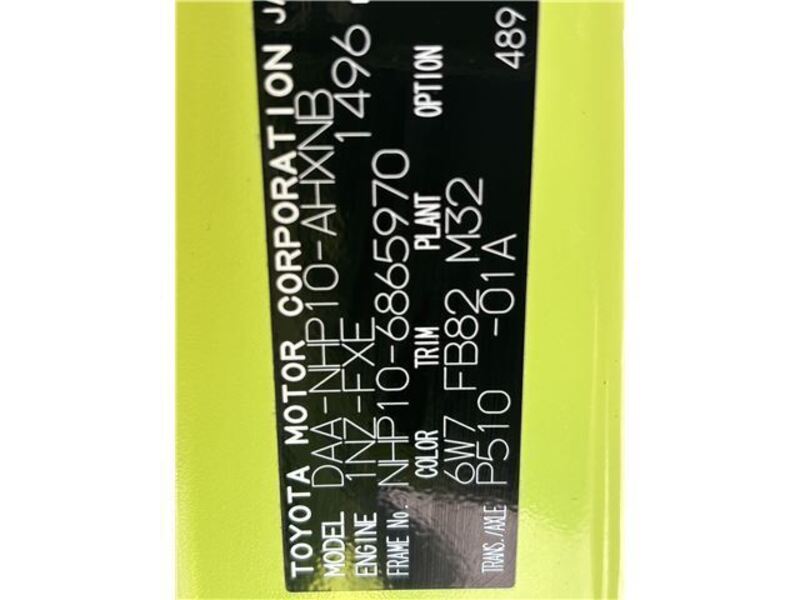 TOYOTA MOTOR CORPORATION JA
MODEL DAA-NHP10-AHXNB
ENGINE 1NZ-FXE 1496
FRAME No. NHP10-6865970
COLOR TRIM PLANT OPTION
6W7 FB82 M32 489
TRANS./AXLE P510 -01A